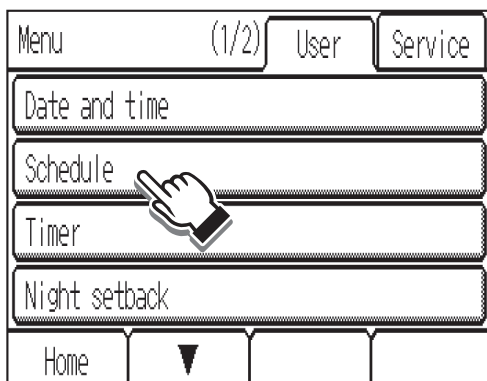 Menu (1/2) User Service
Date and time
Schedule
Timer
Night setback
Home ▼